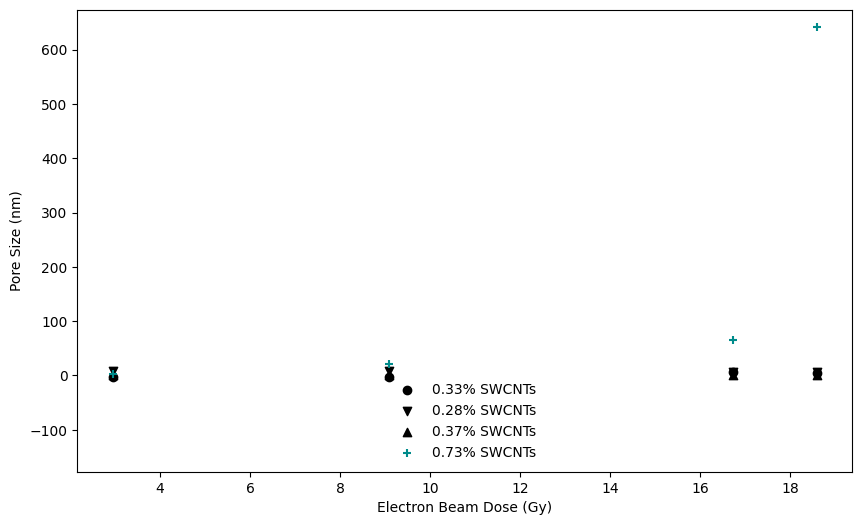 600
500
400
300
200
100
0
−100
Pore Size (nm)
0.33% SWCNTs
0.28% SWCNTs
0.37% SWCNTs
0.73% SWCNTs
4 6 8 10 12 14 16 18
Electron Beam Dose (Gy)